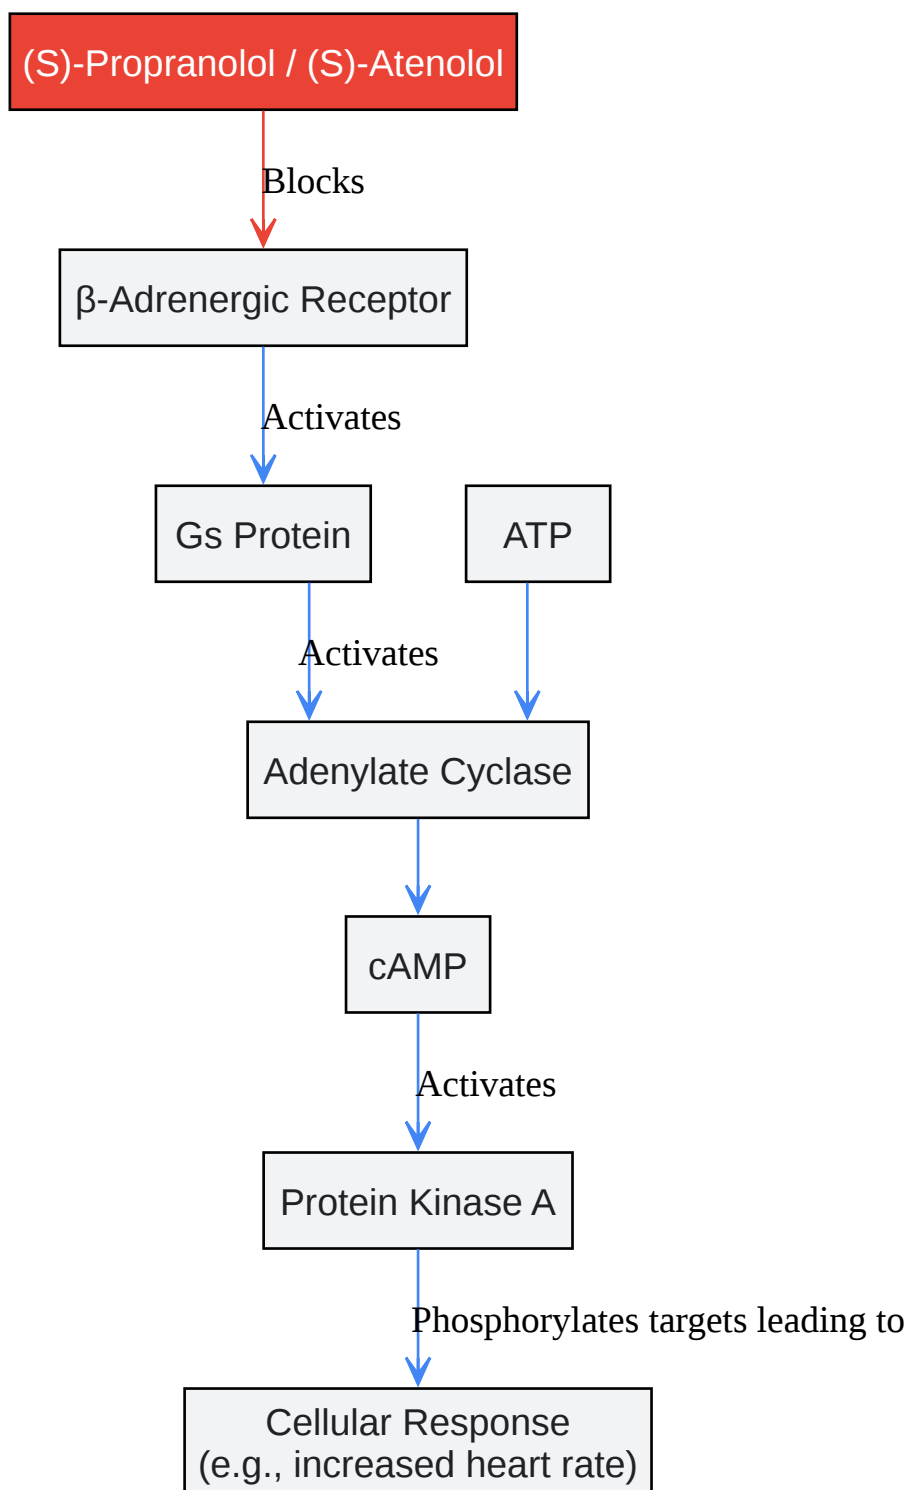 (S)-Propranolol / (S)-Atenolol
Blocks
β-Adrenergic Receptor
Activates
Gs Protein
ATP
Activates
Adenylate Cyclase
cAMP
Activates
Protein Kinase A
Phosphorylates targets leading to
Cellular Response
(e.g., increased heart rate)